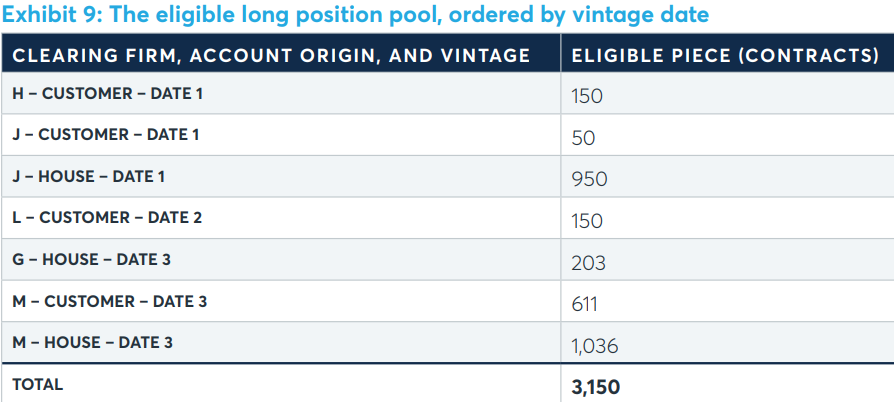 Exhibit 9: The eligible long position pool, ordered by vintage date
CLEARING FIRM, ACCOUNT ORIGIN, AND VINTAGE ELIGIBLE PIECE (CONTRACTS)
H – CUSTOMER – DATE 1 150
J – CUSTOMER – DATE 1 50
J – HOUSE – DATE 1 950
L – CUSTOMER – DATE 2 150
G – HOUSE – DATE 3 203
M – CUSTOMER – DATE 3 611
M – HOUSE – DATE 3 1,036
TOTAL 3,150